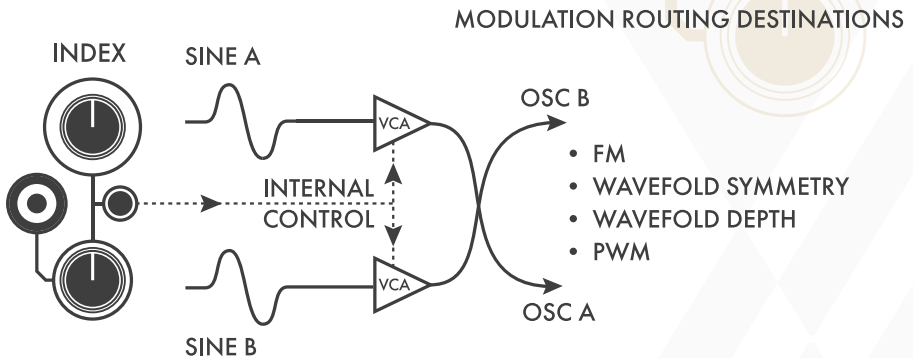 MODULATION ROUTING DESTINATIONS
INDEX
SINE A
VCA
OSC B
• FM
• WAVEFOLD SYMMETRY
• WAVEFOLD DEPTH
• PWM
INTERNAL
CONTROL
VCA
OSC A
SINE B